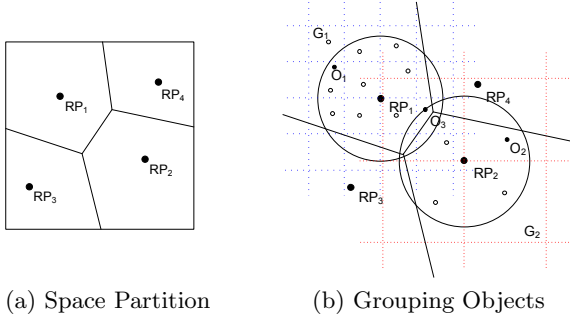 RP₁
RP₄
RP₂
RP₃
(a) Space Partition
G₁
O₁
RP₁
RP₄
O₃
O₂
RP₂
RP₃
G₂
(b) Grouping Objects